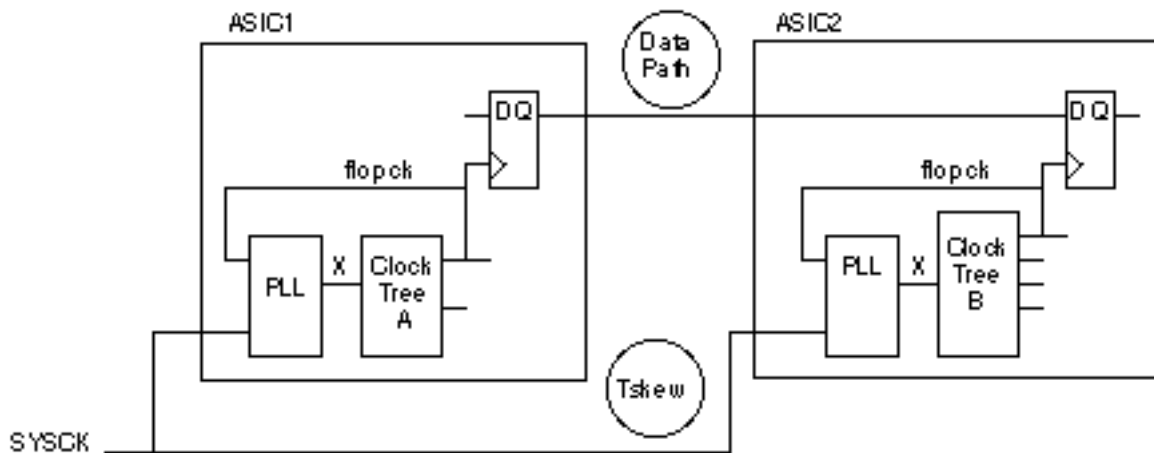 ASIC1
ASIC2
Data
Path
DQ
DQ
flopck
flopck
PLL
X
Clock
Tree
A
PLL
X
Clock
Tree
B
Tskew
SYSCK